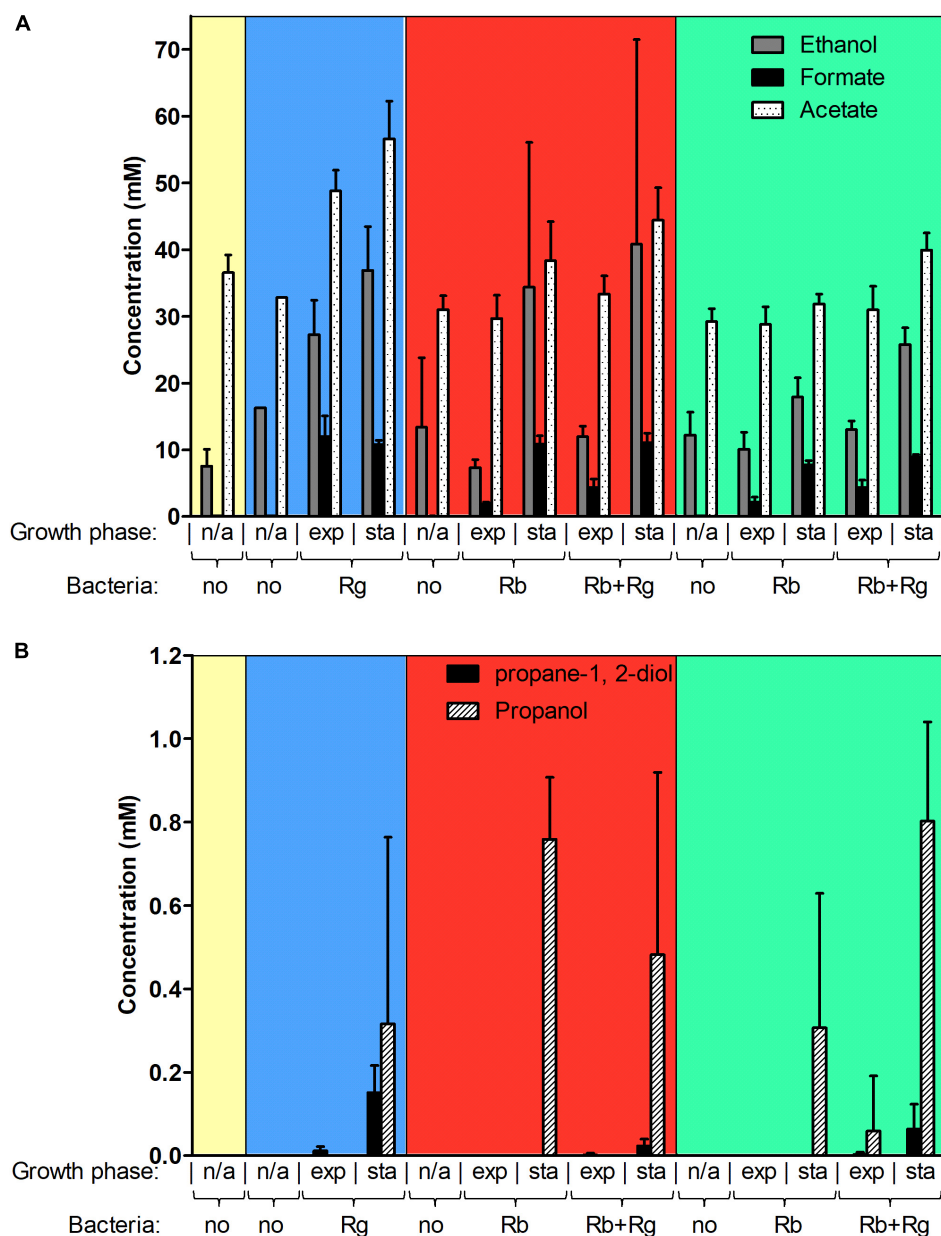 A
Ethanol
Formate
Acetate
Concentration (mM)
70
60
50
40
30
20
10
0
Growth phase: | n/a | n/a | exp | sta | n/a | exp | sta | exp | sta | n/a | exp | sta | exp | sta
Bacteria: no no Rg no Rb Rb+Rg no Rb Rb+Rg
B
propane-1, 2-diol
Propanol
Concentration (mM)
1.2
1.0
0.8
0.6
0.4
0.2
0.0
Growth phase: | n/a | n/a | exp | sta | n/a | exp | sta | exp | sta | n/a | exp | sta | exp | sta
Bacteria: no no Rg no Rb Rb+Rg no Rb Rb+Rg